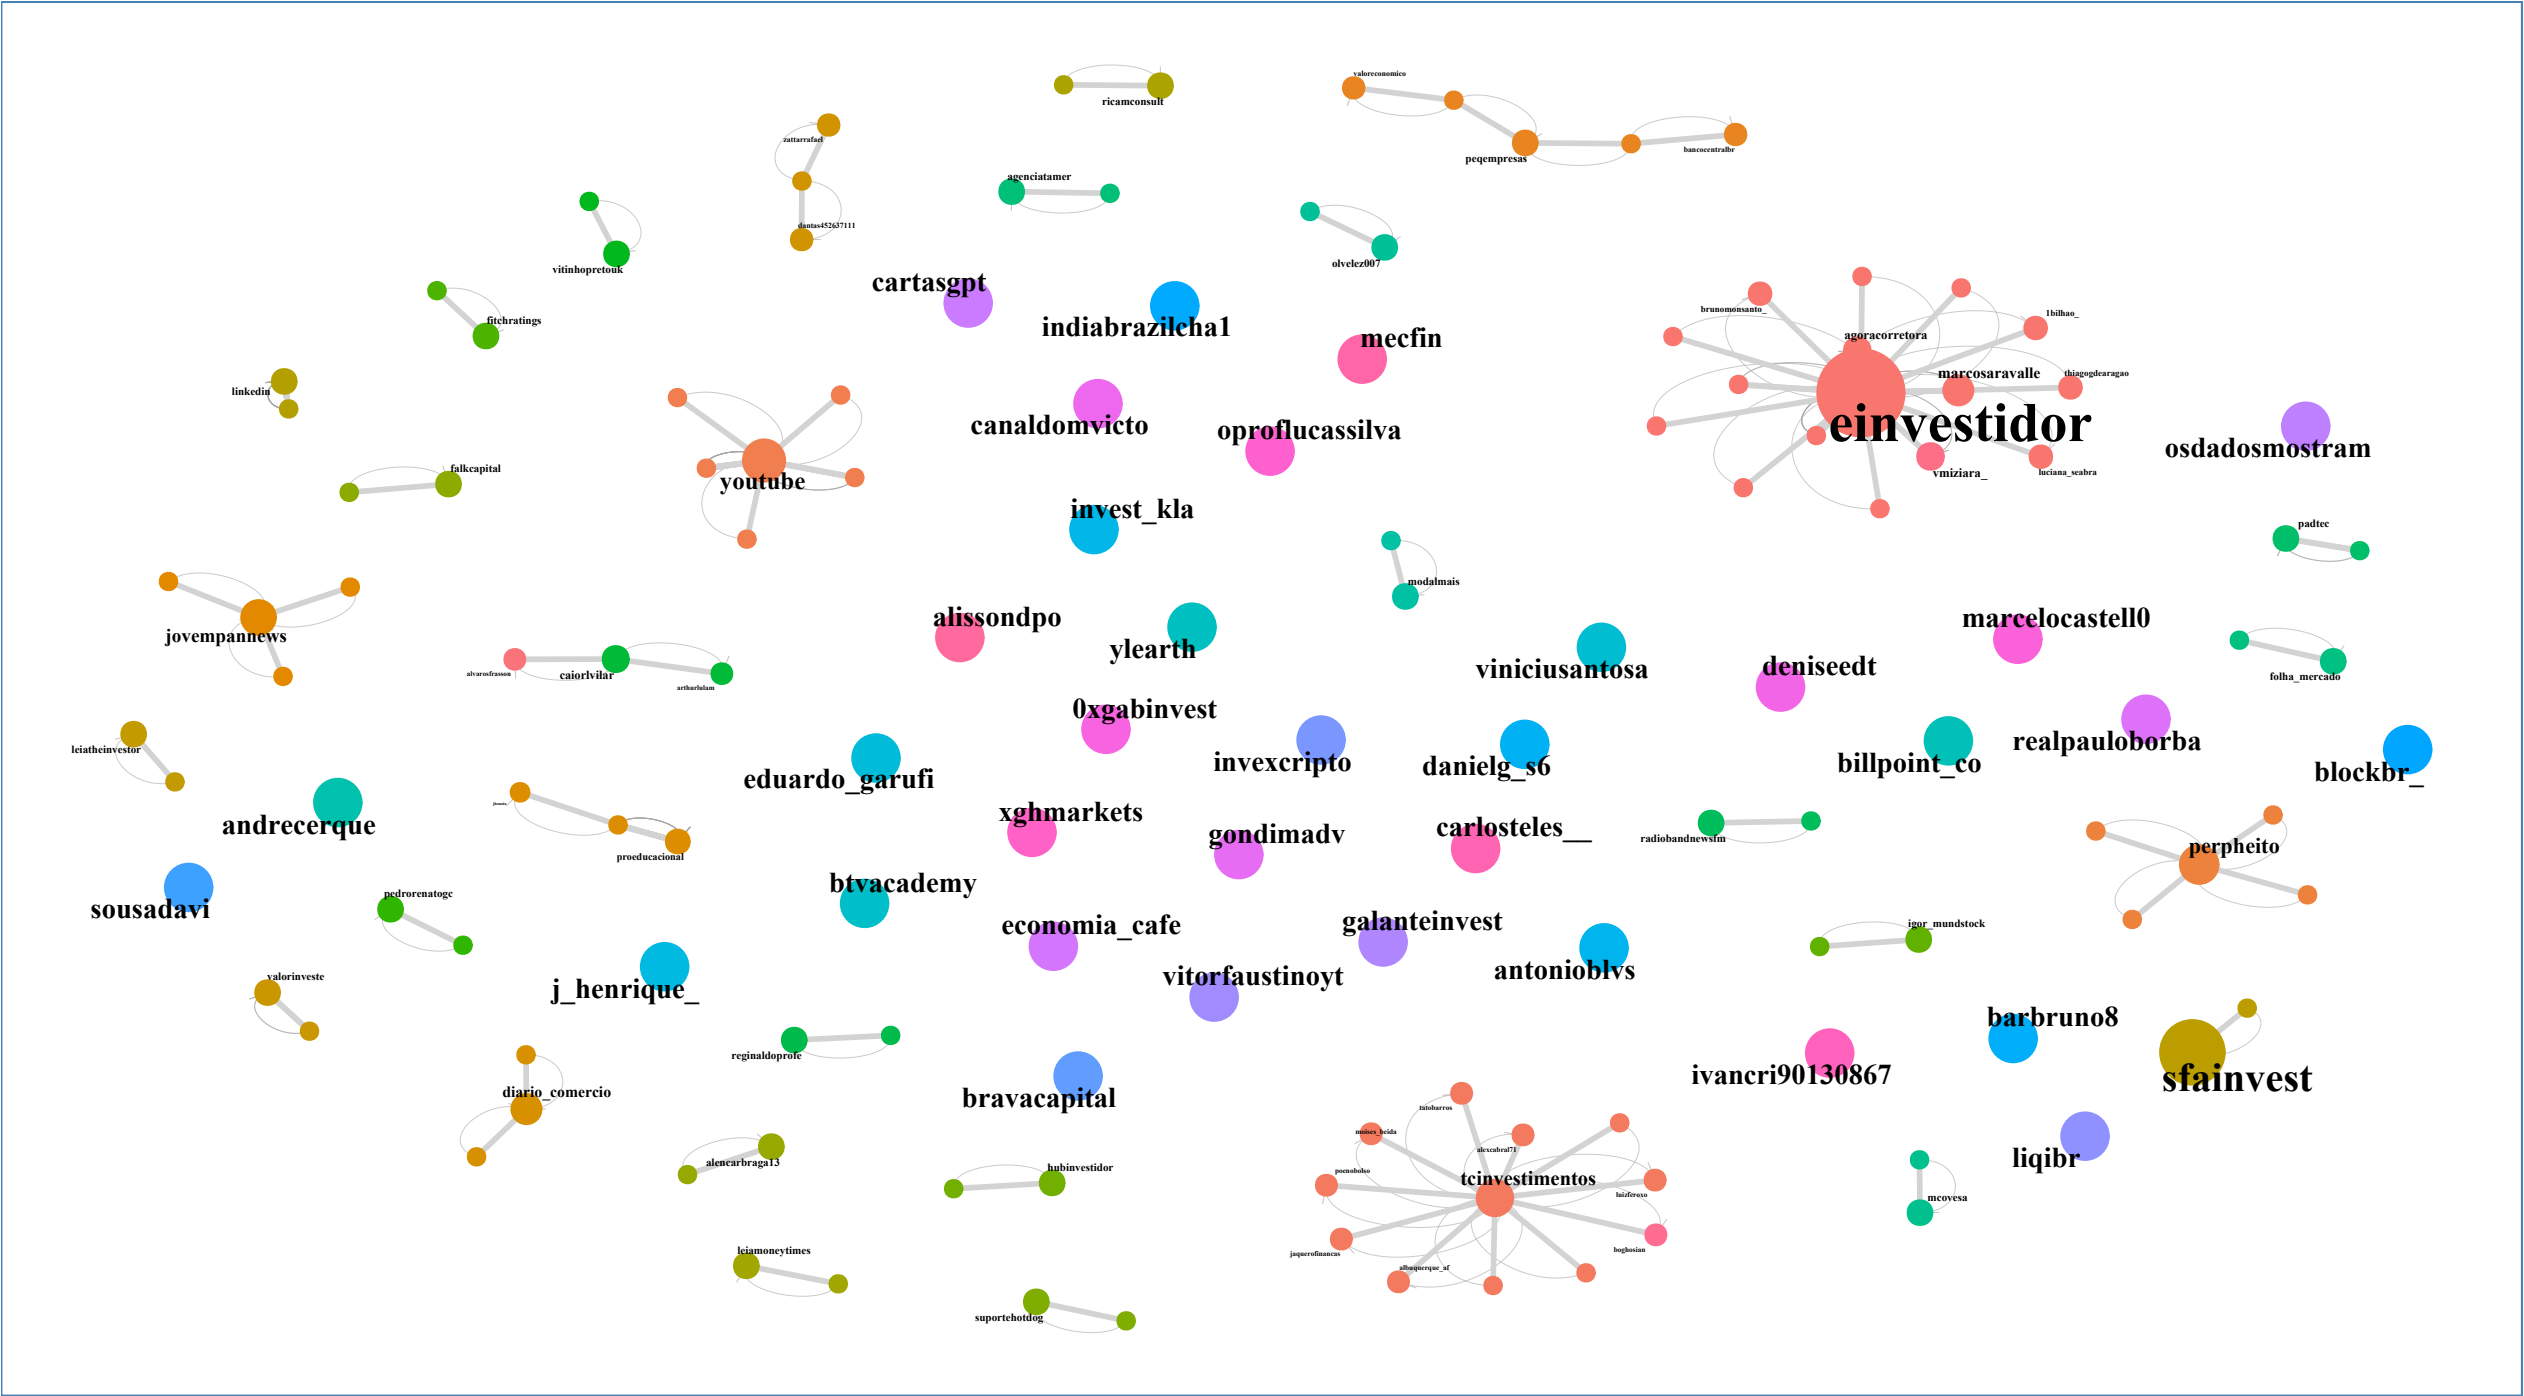 valoreconomico
ricamconsult
zattarrafael
bancocentralbr
peqempresas
agenciatamer
dantas452637111
olvelez007
vitinhopretouk
cartasgpt
brunomonsanto_
1bilhao_
fitchratings
indiabrazilcha1
agoracorretora
mecfin
marcosaravalle
thiagogdearagao
linkedin
canaldomvicto
oproflucassilva
einvestidor
osdadosmostram
falkcapital
youtube
vmiziara_
luciana_seabra
invest_kla
padtec
modalmais
alissondpo
marcelocastell0
jovempannews
ylearth
viniciusantosa
deniseedt
alvarosfrasson
caiorlvilar
arthurlulam
folha_mercado
0xgabinvest
realpauloborba
leiatheinvestor
eduardo_garufi
invexcripto
danielg_s6
billpoint_co
blockbr_
xghmarkets
andrecerque
gondimadv
carlosteles__
radiobandnewsfm
perpheito
proeducacional
btvacademy
pedrorenatogc
sousadavi
economia_cafe
galanteinvest
igor_mundstock
valorinveste
j_henrique_
vitorfaustinoyt
antonioblvs
barbruno8
reginaldoprofe
ivancri90130867
sfainvest
diario_comercio
bravacapital
tatobarros
moises_beida
alexcabral71
alencarbraga13
hubinvestidor
poenobolso
tcinvestimentos
luizferoxo
liqibr
mcovesa
leiamoneytimes
jaquerofinancas
boghosian
albuquerque_af
suportehotdog